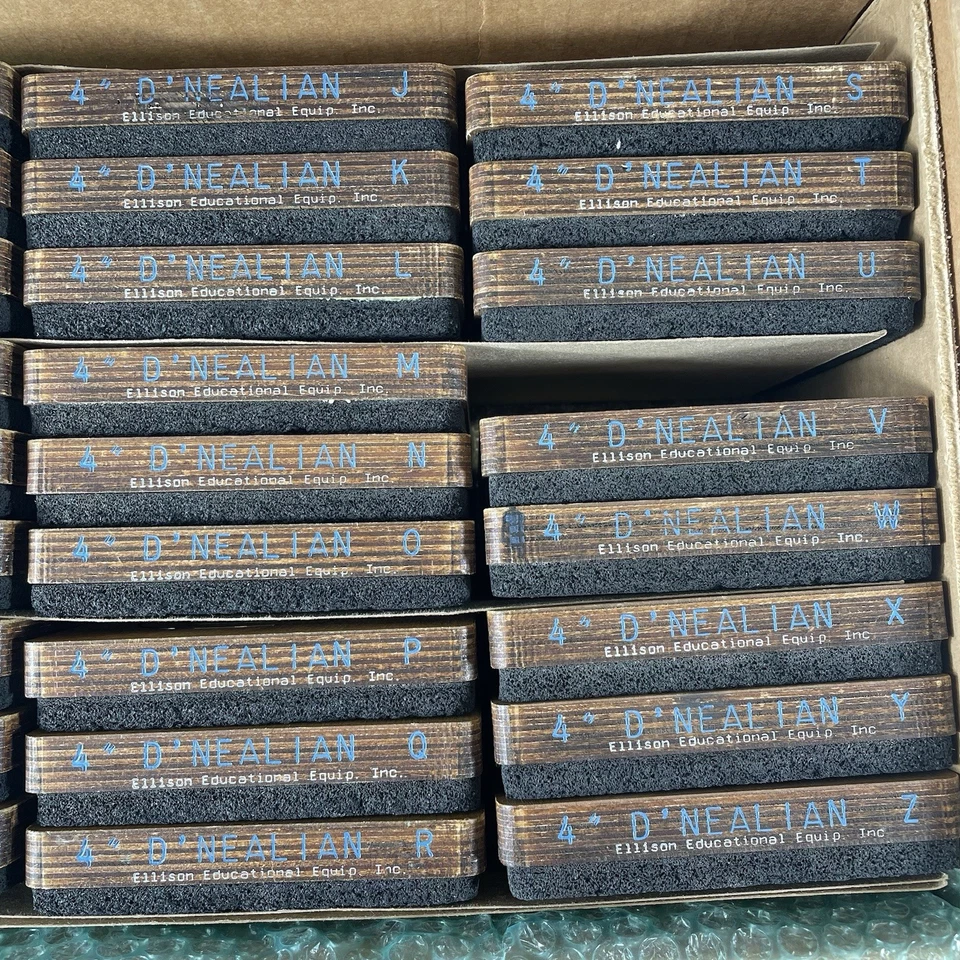 4" D'NEALIAN J
Ellison Educational Equip. Inc.
4" D'NEALIAN K
Ellison Educational Equip. Inc.
4" D'NEALIAN L
Ellison Educational Equip. Inc.
4" D'NEALIAN M
Ellison Educational Equip. Inc.
4" D'NEALIAN N
Ellison Educational Equip. Inc.
4" D'NEALIAN O
Ellison Educational Equip. Inc.
4" D'NEALIAN P
Ellison Educational Equip. Inc.
4" D'NEALIAN Q
Ellison Educational Equip. Inc.
4" D'NEALIAN R
Ellison Educational Equip. Inc.
4" D'NEALIAN S
Ellison Educational Equip. Inc.
4" D'NEALIAN T
Ellison Educational Equip. Inc.
4" D'NEALIAN U
Ellison Educational Equip. Inc.
4" D'NEALIAN V
Ellison Educational Equip. Inc
4" D'NEALIAN W
Ellison Educational Equip. Inc.
4" D'NEALIAN X
Ellison Educational Equip. Inc
4" D'NEALIAN Y
Ellison Educational Equip. Inc
4" D'NEALIAN Z
Ellison Educational Equip. Inc